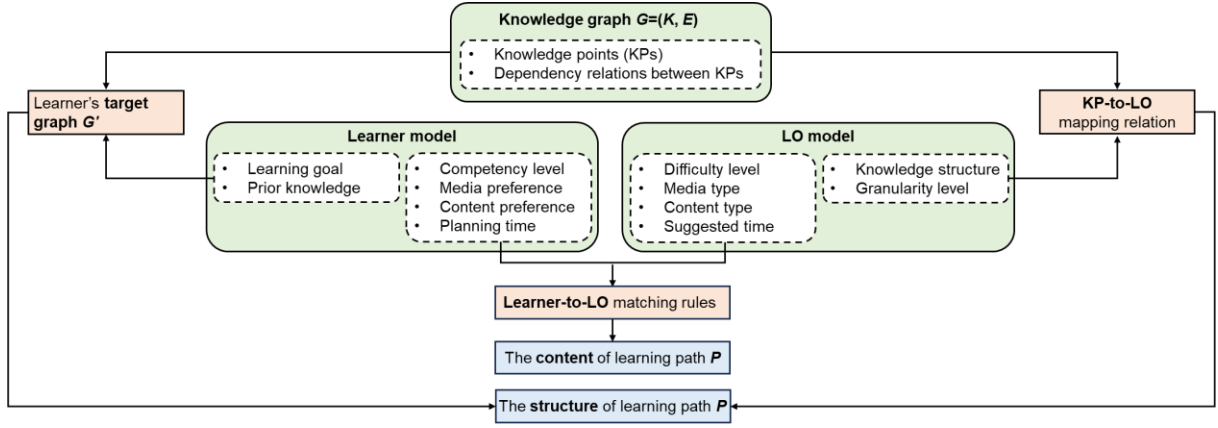 Knowledge graph G=(K, E)
• Knowledge points (KPs)
• Dependency relations between KPs
Learner's target
graph G'
KP-to-LO
mapping relation
Learner model
• Learning goal
• Prior knowledge
• Competency level
• Media preference
• Content preference
• Planning time
LO model
• Difficulty level
• Media type
• Content type
• Suggested time
• Knowledge structure
• Granularity level
Learner-to-LO matching rules
The content of learning path P
The structure of learning path P